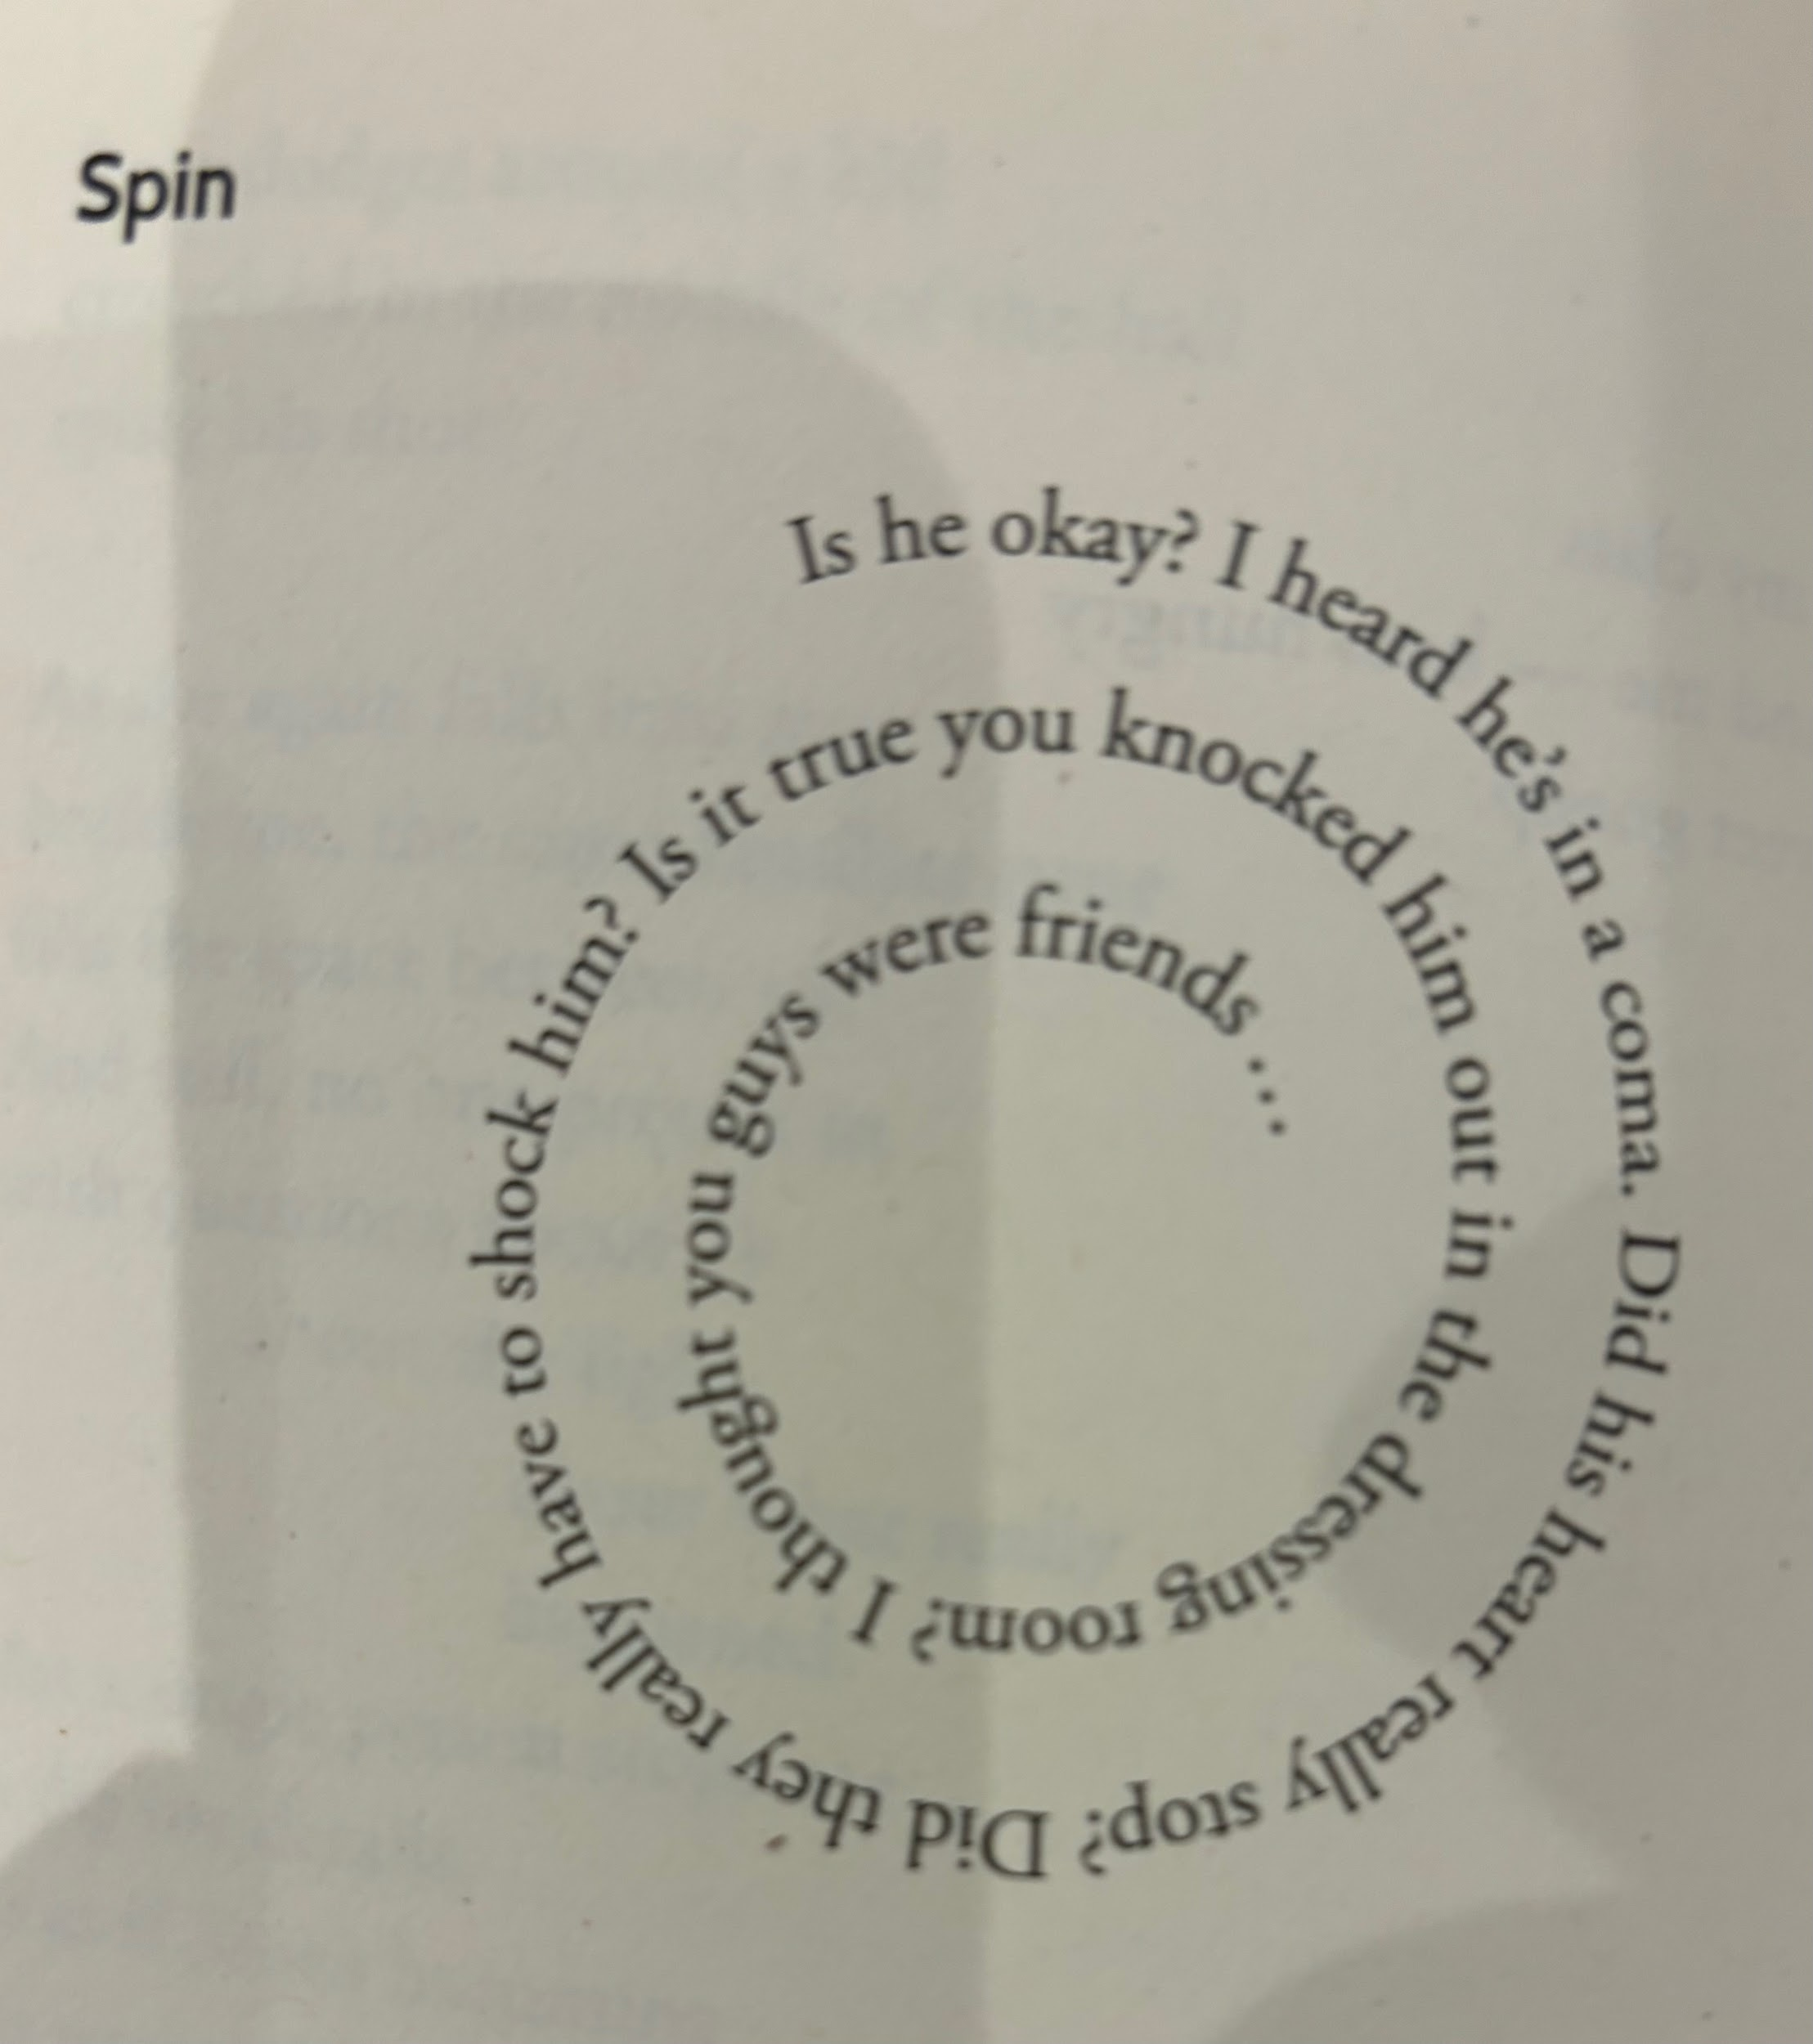 Spin
Is he okay? I heard he's in a coma. Did his heart really stop? Did they really have to shock him? Is it true you knocked him out in the dressing room? I thought you guys were friends . . .